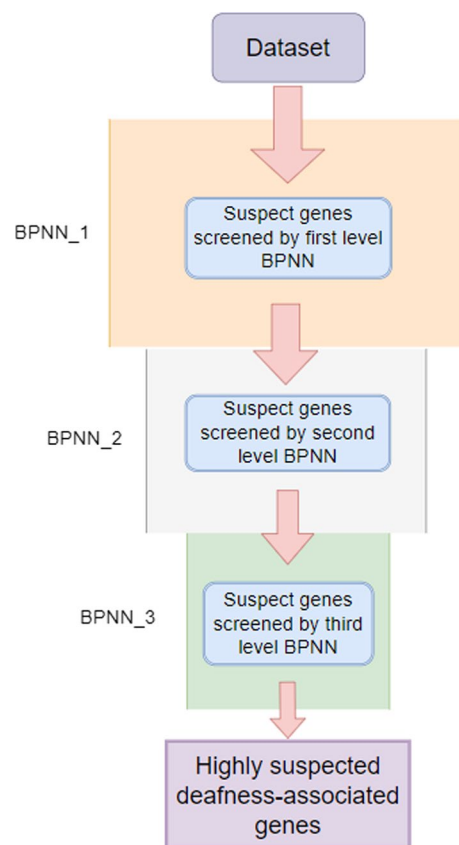 Dataset
BPNN_1
Suspect genes
screened by first level
BPNN
BPNN_2
Suspect genes
screened by second
level BPNN
BPNN_3
Suspect genes
screened by third
level BPNN
Highly suspected
deafness-associated
genes